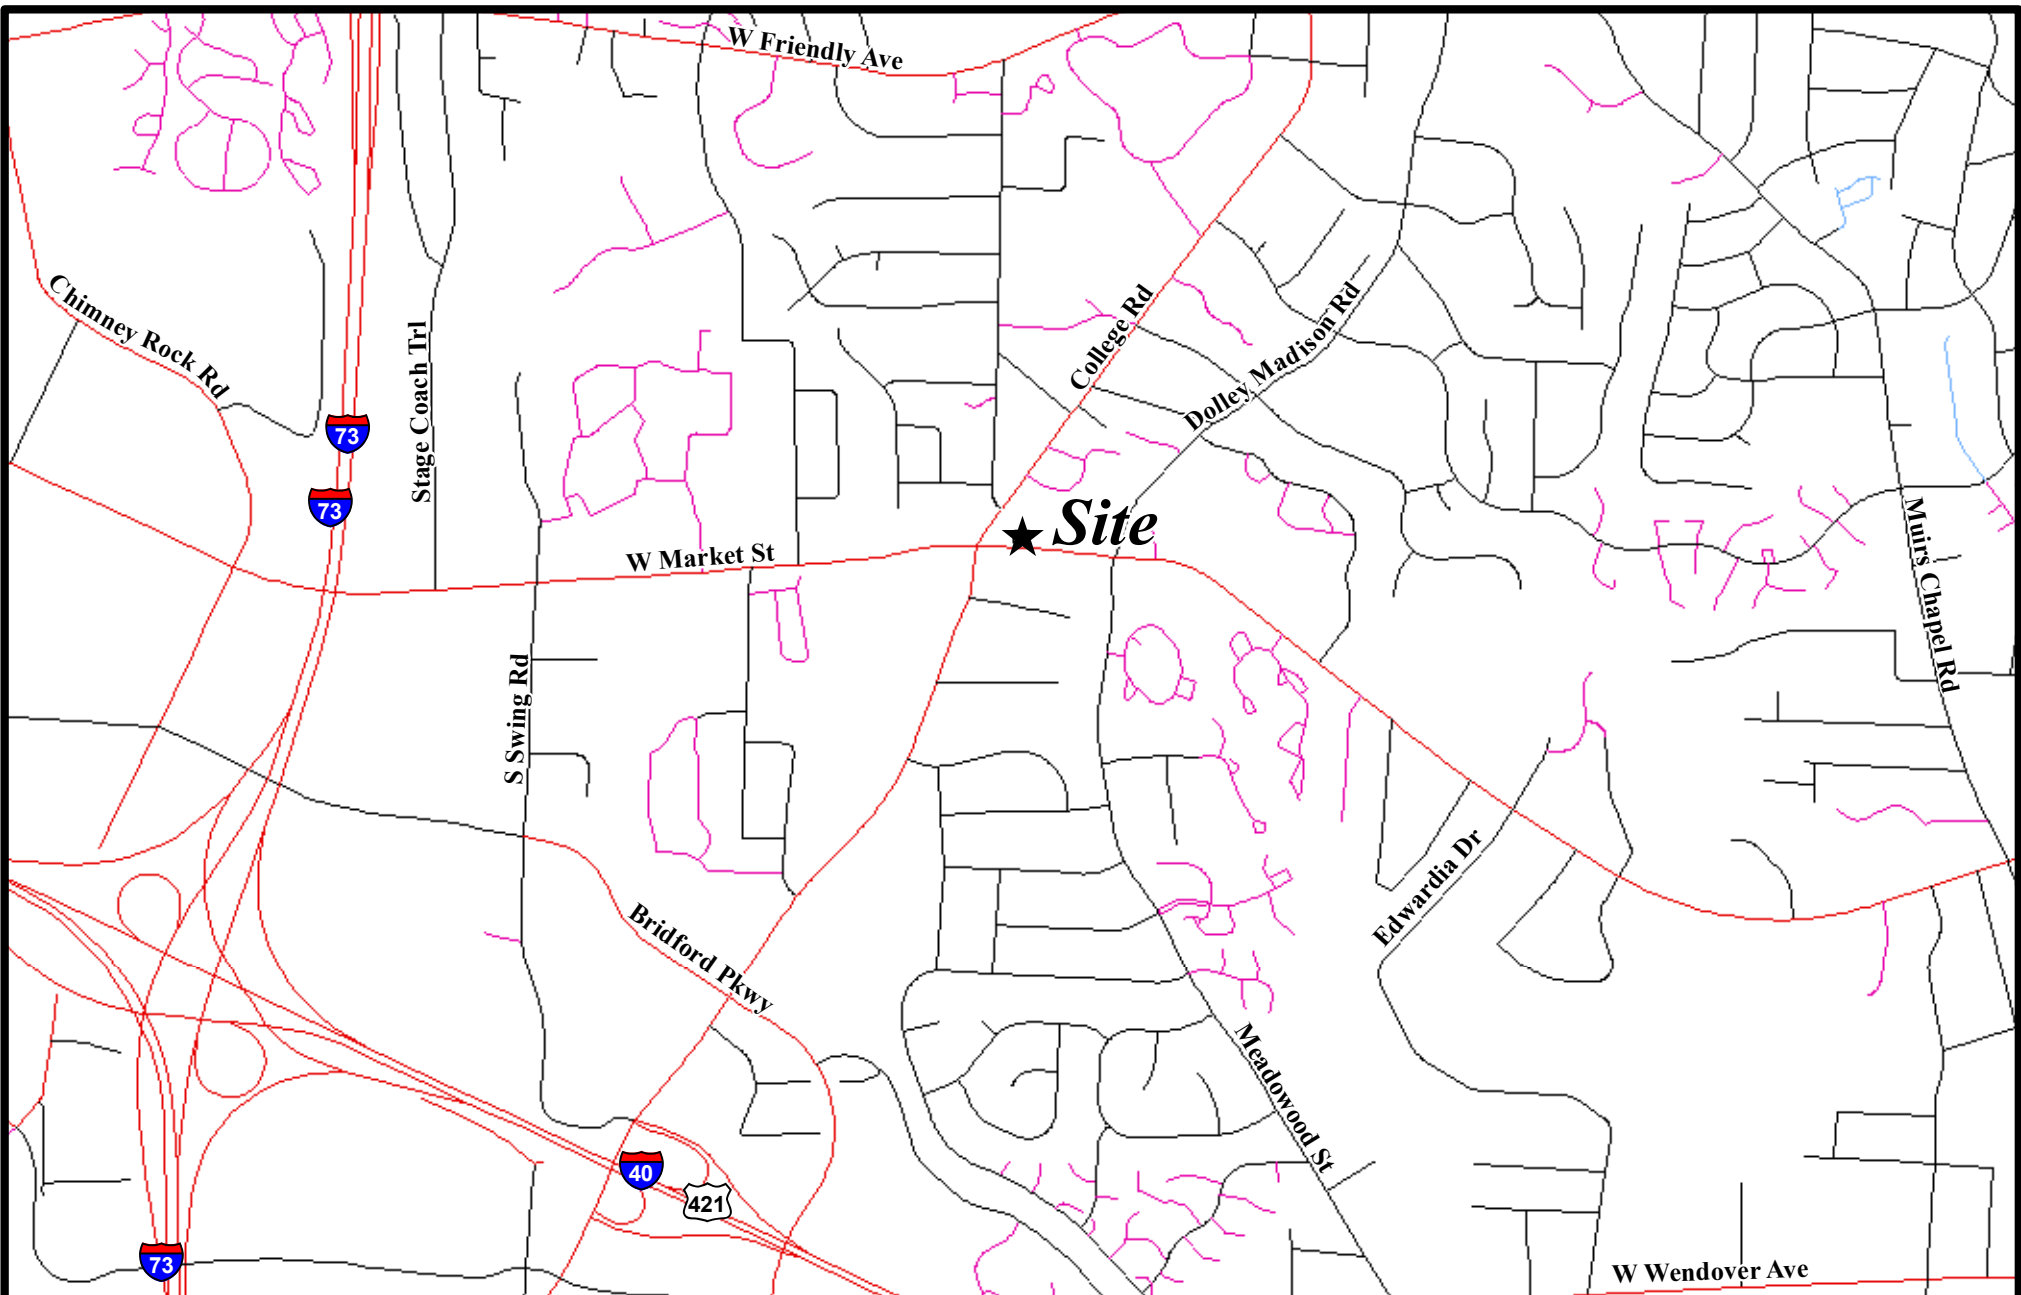 W Friendly Ave
Chimney Rock Rd
73
73
Stage Coach Trl
College Rd
Dolley Madison Rd
Site
W Market St
Muirs Chapel Rd
S Swing Rd
Edwardia Dr
Bridford Pkwy
Meadowood St
40
421
73
W Wendover Ave